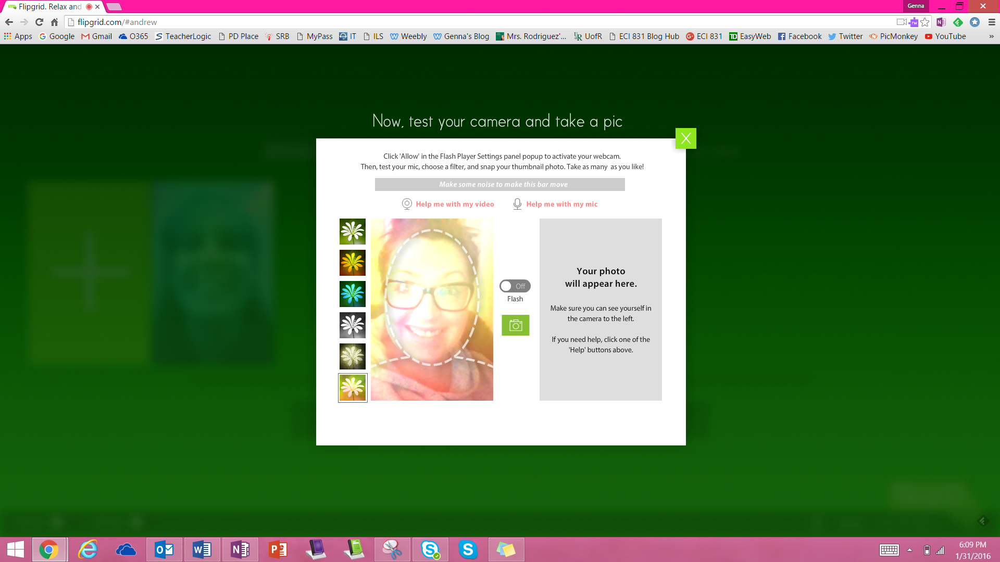 Flipgrid. Relax and
Genna
flipgrid.com/#andrew
Apps Google Gmail O365 TeacherLogic PD Place SRB MyPass IT ILS Weebly Genna's Blog Mrs. Rodriguez'... UofR ECI 831 Blog Hub ECI 831 EasyWeb Facebook Twitter PicMonkey YouTube »
Now, test your camera and take a pic
X
Click 'Allow' in the Flash Player Settings panel popup to activate your webcam.
Then, test your mic, choose a filter, and snap your thumbnail photo. Take as many as you like!
Make some noise to make this bar move
Help me with my video Help me with my mic
Off
Flash
Your photo
will appear here.
Make sure you can see yourself in
the camera to the left.
If you need help, click one of the
'Help' buttons above.
6:09 PM
1/31/2016